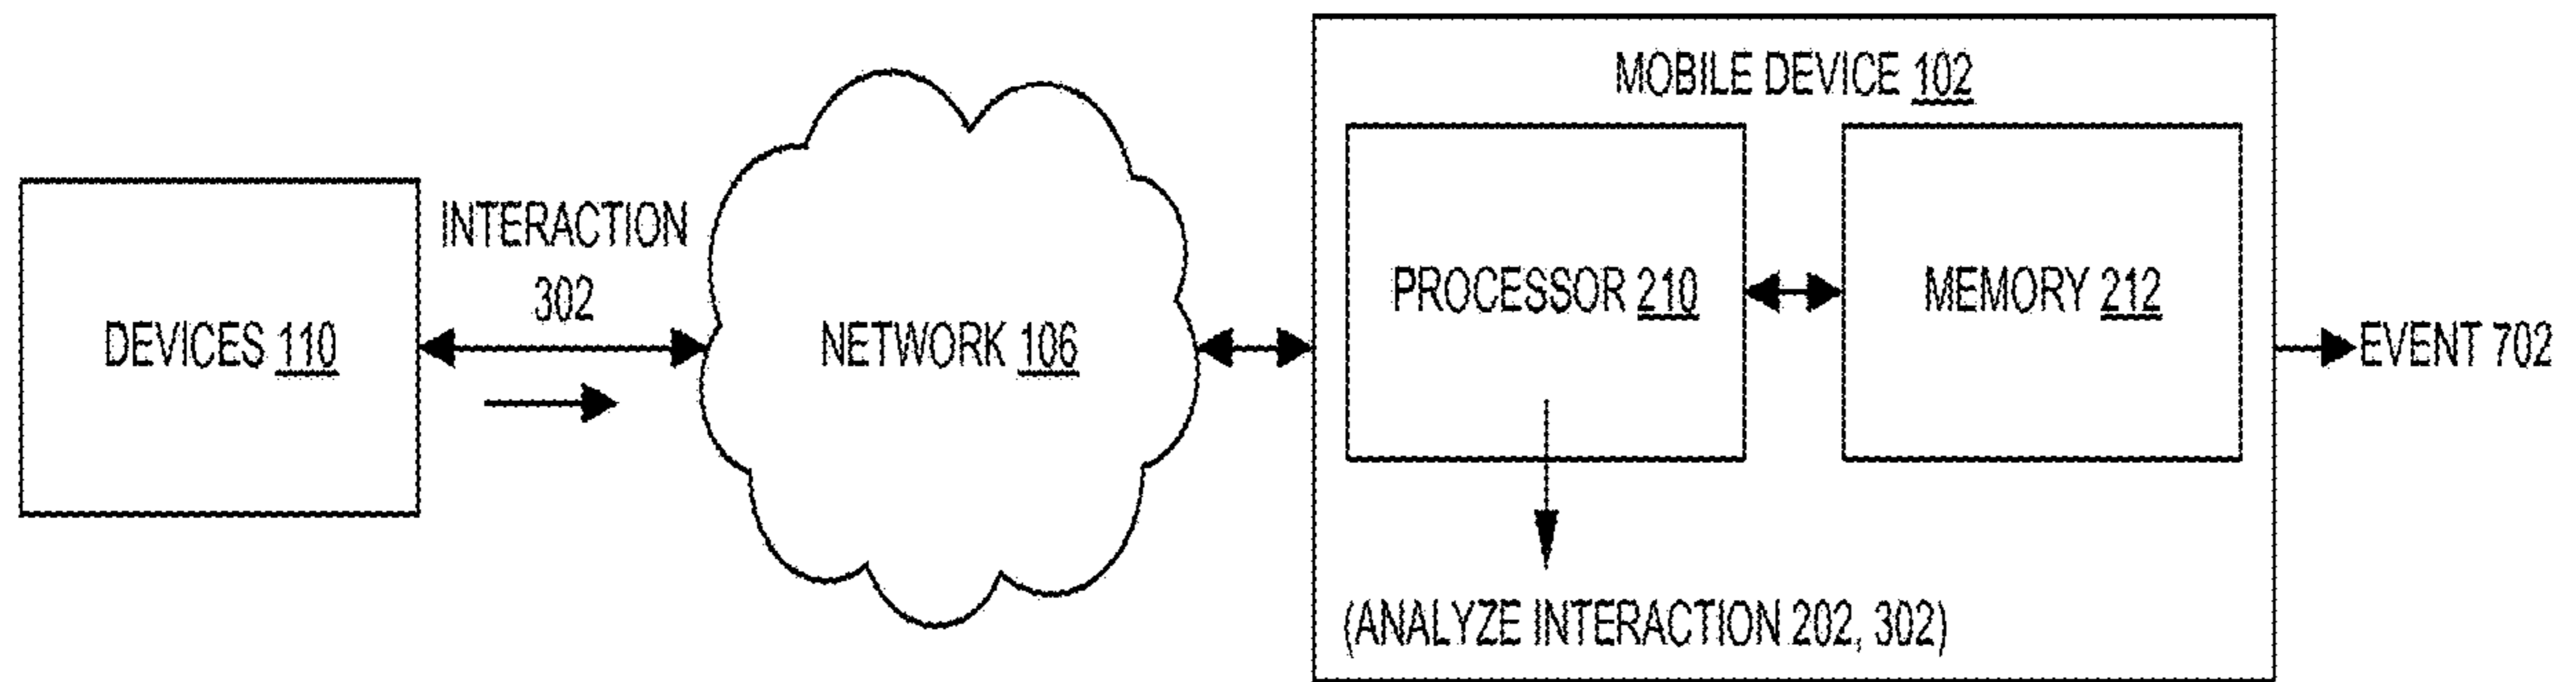 MOBILE DEVICE 102
INTERACTION
302
DEVICES 110
NETWORK 106
PROCESSOR 210
MEMORY 212
EVENT 702
(ANALYZE INTERACTION 202, 302)